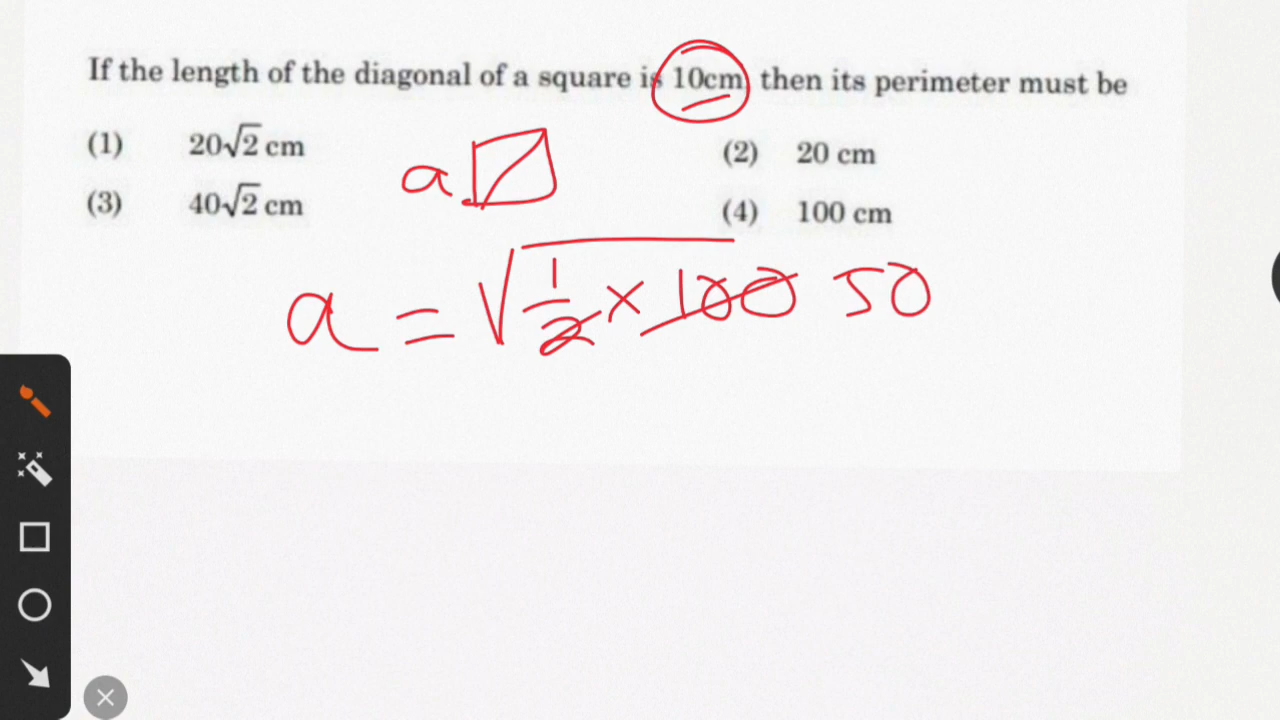 If the length of the diagonal of a square is 10cm, then its perimeter must be
(1) 20√2 cm (2) 20 cm
(3) 40√2 cm (4) 100 cm
a
a = √1/2 × 100 50